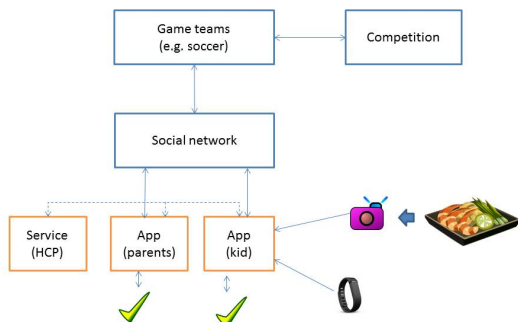 Game teams
(e.g. soccer)
Competition
Social network
Service
(HCP)
App
(parents)
App
(kid)